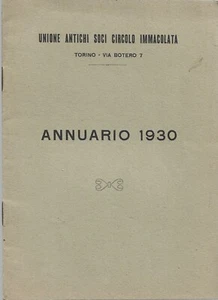 UNIONE ANTICHI SOCI CIRCOLO IMMACOLATA
TORINO - VIA BOTERO 7
ANNUARIO 1930